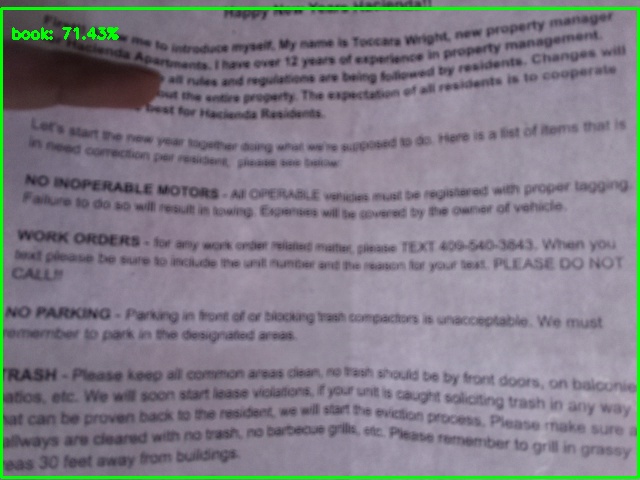 Happy New Years Hacienda!!
book: 71.43%
me to introduce myself. My name is Toccara Wright, new property manager
Hacienda Apartments. I have over 12 years of experience in property management.
all rules and regulations are being followed by residents. Changes will
out the entire property. The expectation of all residents is to cooperate
best for Hacienda Residents.
Let's start the new year together doing what we're supposed to do. Here is a list of items that is
in need correction per resident, please see below:
NO INOPERABLE MOTORS - All OPERABLE vehicles must be registered with proper tagging.
Failure to do so will result in towing. Expenses will be covered by the owner of vehicle.
WORK ORDERS - for any work order related matter, please TEXT 409-540-3843. When you
text please be sure to include the unit number and the reason for your text. PLEASE DO NOT
CALL!!
NO PARKING - Parking in front of or blocking trash compactors is unacceptable. We must
remember to park in the designated areas.
TRASH - Please keep all common areas clean, no trash should be by front doors, on balconie
patios, etc. We will soon start lease violations, if your unit is caught soliciting trash in any way
hat can be proven back to the resident, we will start the eviction process. Please make sure a
allways are cleared with no trash, no barbecue grills, etc. Please remember to grill in grassy
eas 30 feet away from buildings.